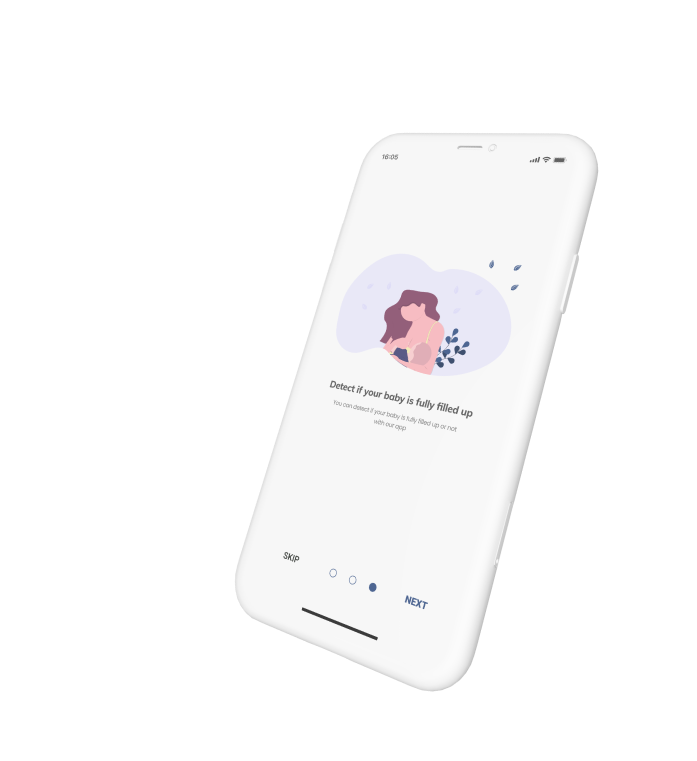 16:05
Detect if your baby is fully filled up
You can detect if your baby is fully filled up or not
with our app
SKIP
NEXT